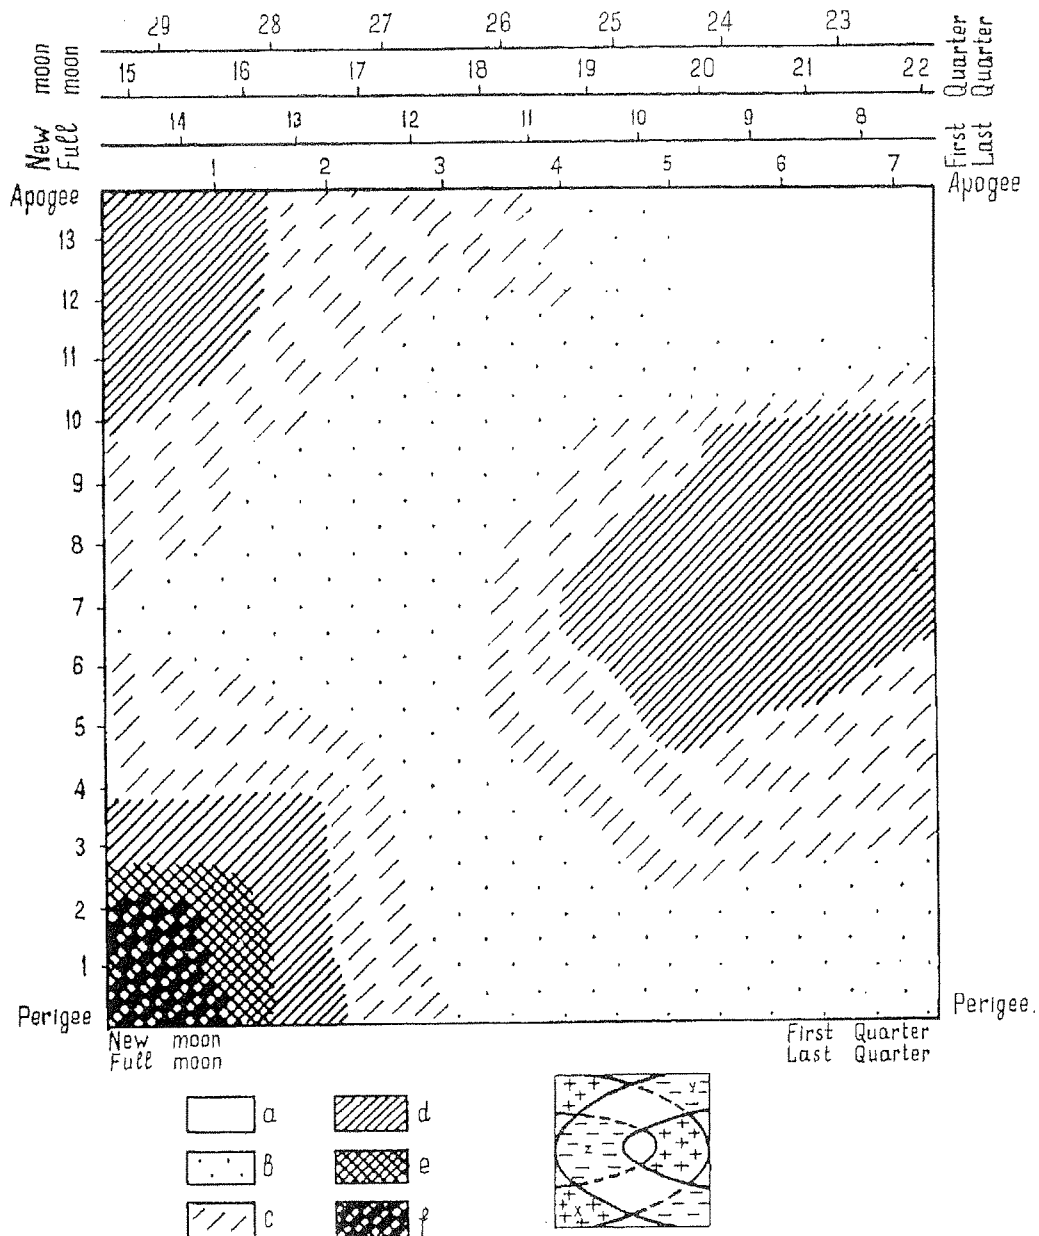 29 28 27 26 25 24 23
15 16 17 18 19 20 21 22
14 13 12 11 10 9 8
1 2 3 4 5 6 7
New moon
Full moon
First Quarter
Last Quarter
Apogee
Apogee
13
12
11
10
9
8
7
6
5
4
3
2
1
Perigee
Perigee.
New moon
Full moon
First Quarter
Last Quarter
a d
b e
c f
y
z
x